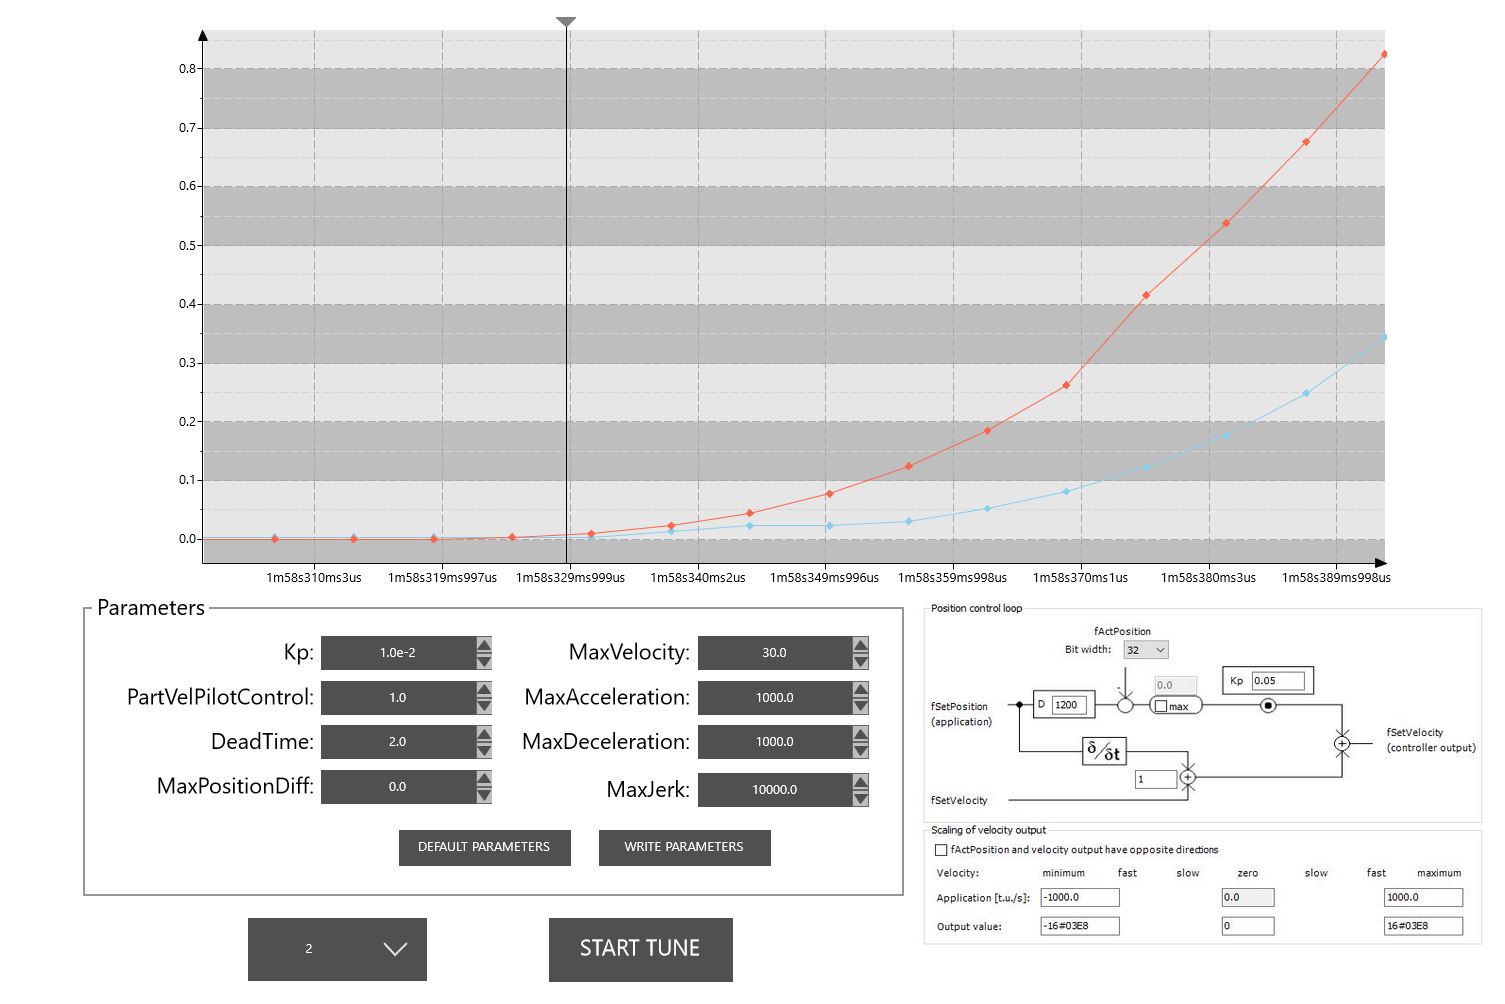 0.8
0.7
0.6
0.5
0.4
0.3
0.2
0.1
0.0
1m58s310ms3us 1m58s319ms997us 1m58s329ms999us 1m58s340ms2us 1m58s349ms996us 1m58s359ms998us 1m58s370ms1us 1m58s380ms3us 1m58s389ms998us
Parameters
Kp: 1.0e-2 MaxVelocity: 30.0
PartVelPilotControl: 1.0 MaxAcceleration: 1000.0
DeadTime: 2.0 MaxDeceleration: 1000.0
MaxPositionDiff: 0.0 MaxJerk: 10000.0
DEFAULT PARAMETERS WRITE PARAMETERS
2 START TUNE
Position control loop
fActPosition
Bit width: 32
-
0.0 Kp 0.05
fSetPosition D 1200 max
(application)
fSetVelocity
(controller output)
δ/δt
1 +
+
fSetVelocity
Scaling of velocity output
fActPosition and velocity output have opposite directions
Velocity: minimum fast slow zero slow fast maximum
Application [t.u./s]: -1000.0 0.0 1000.0
Output value: -16#03E8 0 16#03E8